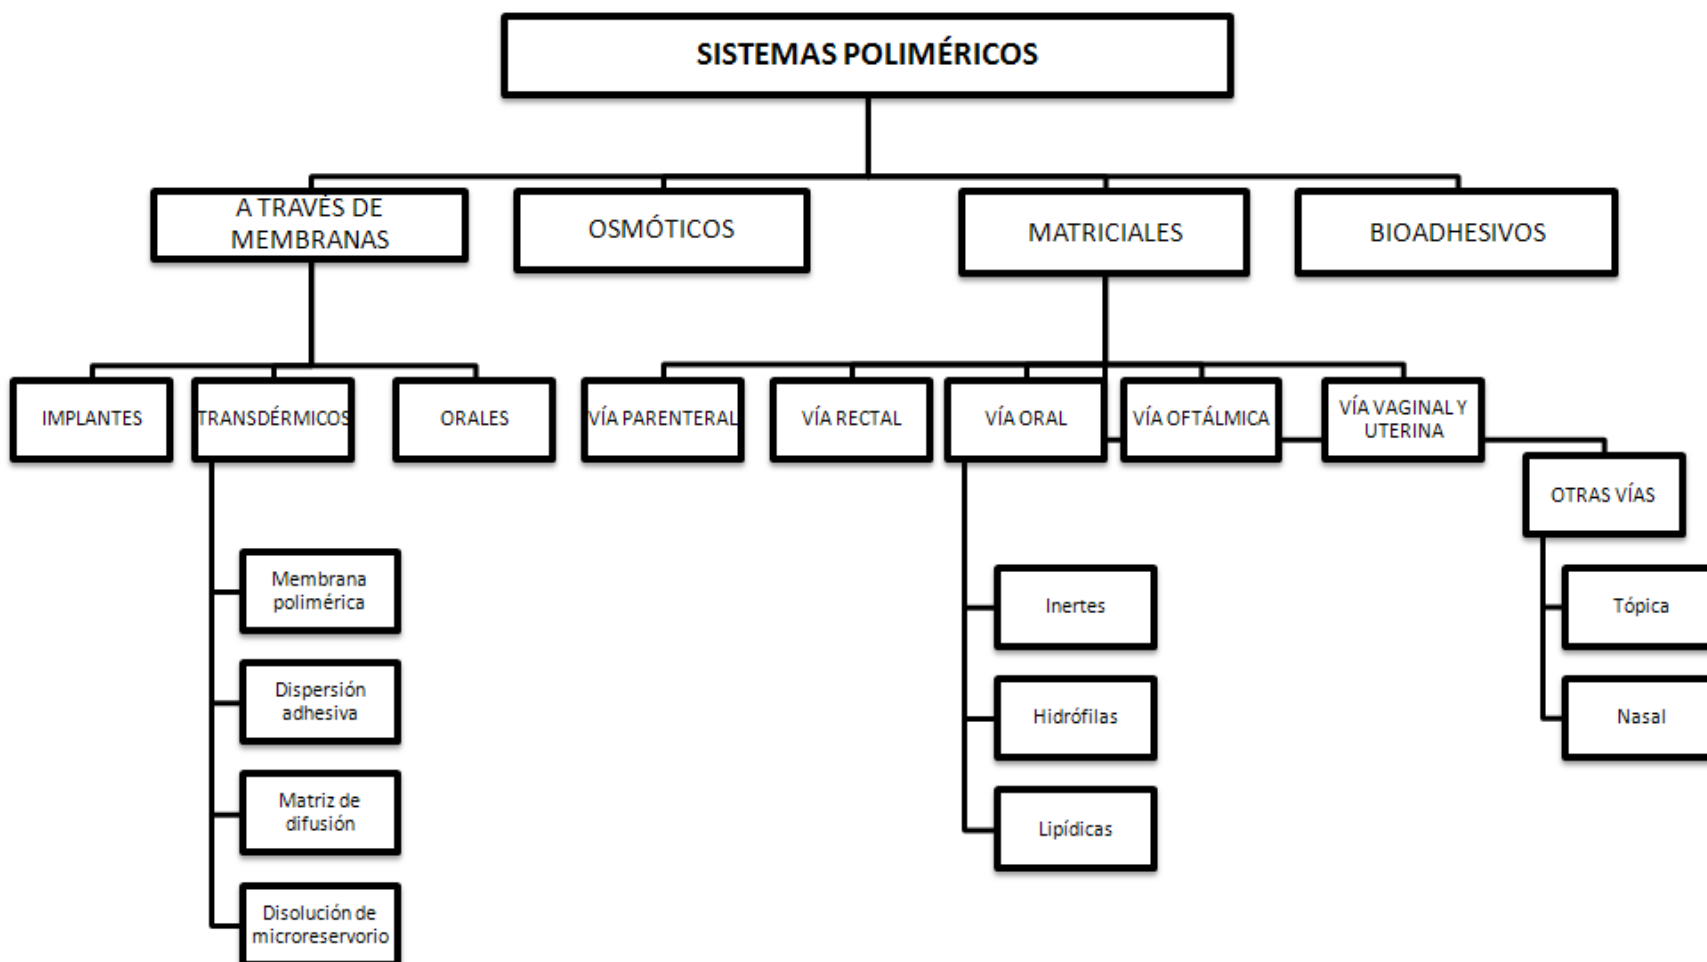 SISTEMAS POLIMÉRICOS
A TRAVÉS DE
MEMBRANAS
OSMÓTICOS
MATRICIALES
BIOADHESIVOS
IMPLANTES
TRANSDÉRMICOS
ORALES
VÍA PARENTERAL
VÍA RECTAL
VÍA ORAL
VÍA OFTÁLMICA
VÍA VAGINAL Y
UTERINA
OTRAS VÍAS
Membrana
polimérica
Dispersión
adhesiva
Matriz de
difusión
Disolución de
microreservorio
Inertes
Hidrófilas
Lipídicas
Tópica
Nasal